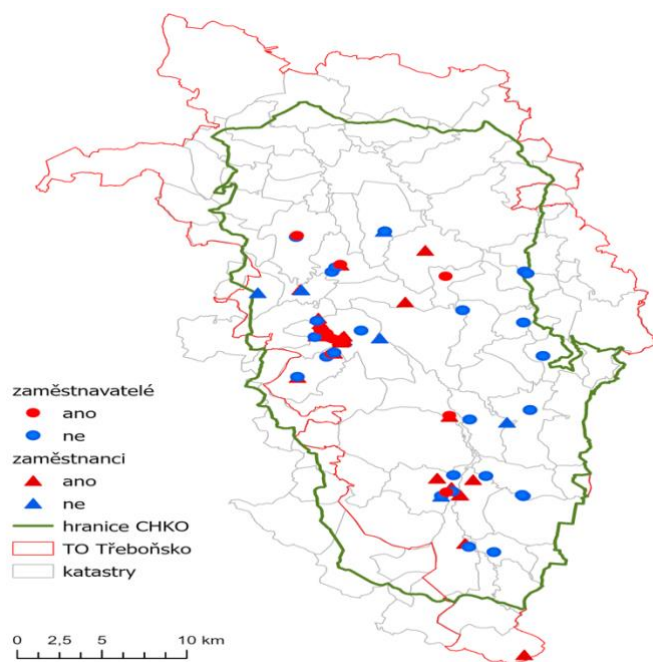 zaměstnavatelé
ano
ne
zaměstnanci
ano
ne
hranice CHKO
TO Třeboňsko
katastry
0 2,5 5 10 km